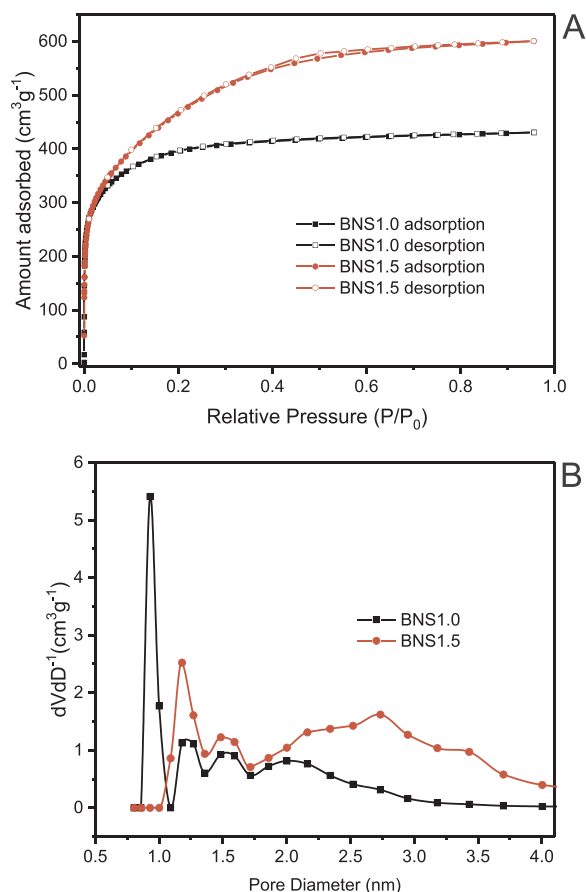 A
600
500
400
300
200
100
0
Amount adsorbed (cm³g⁻¹)
BNS1.0 adsorption
BNS1.0 desorption
BNS1.5 adsorption
BNS1.5 desorption
0.0 0.2 0.4 0.6 0.8 1.0
Relative Pressure (P/P₀)
B
6
5
4
3
2
1
0
dVdD⁻¹(cm³g⁻¹)
BNS1.0
BNS1.5
0.5 1.0 1.5 2.0 2.5 3.0 3.5 4.0
Pore Diameter (nm)